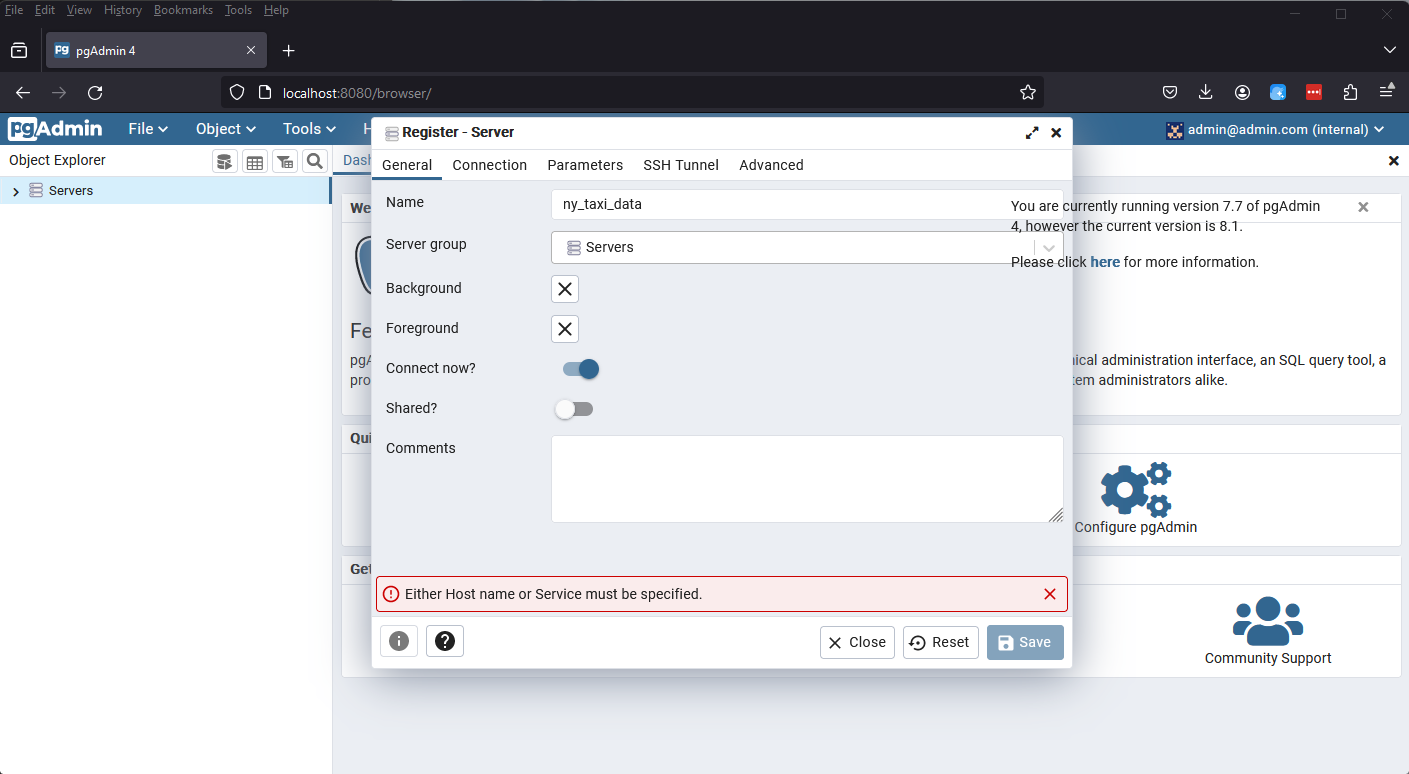 File Edit View History Bookmarks Tools Help
pgAdmin 4
localhost:8080/browser/
pgAdmin File Object Tools H admin@admin.com (internal)
Register - Server
Object Explorer
Dash
General Connection Parameters SSH Tunnel Advanced
Servers
Name ny_taxi_data
We
You are currently running version 7.7 of pgAdmin
4, however the current version is 8.1.
Server group Servers
Please click here for more information.
Background
Foreground
Fe
Connect now?
pgA
ical administration interface, an SQL query tool, a
pro
tem administrators alike.
Shared?
Comments
Qui
Configure pgAdmin
Get
Either Host name or Service must be specified.
Close Reset Save
Community Support